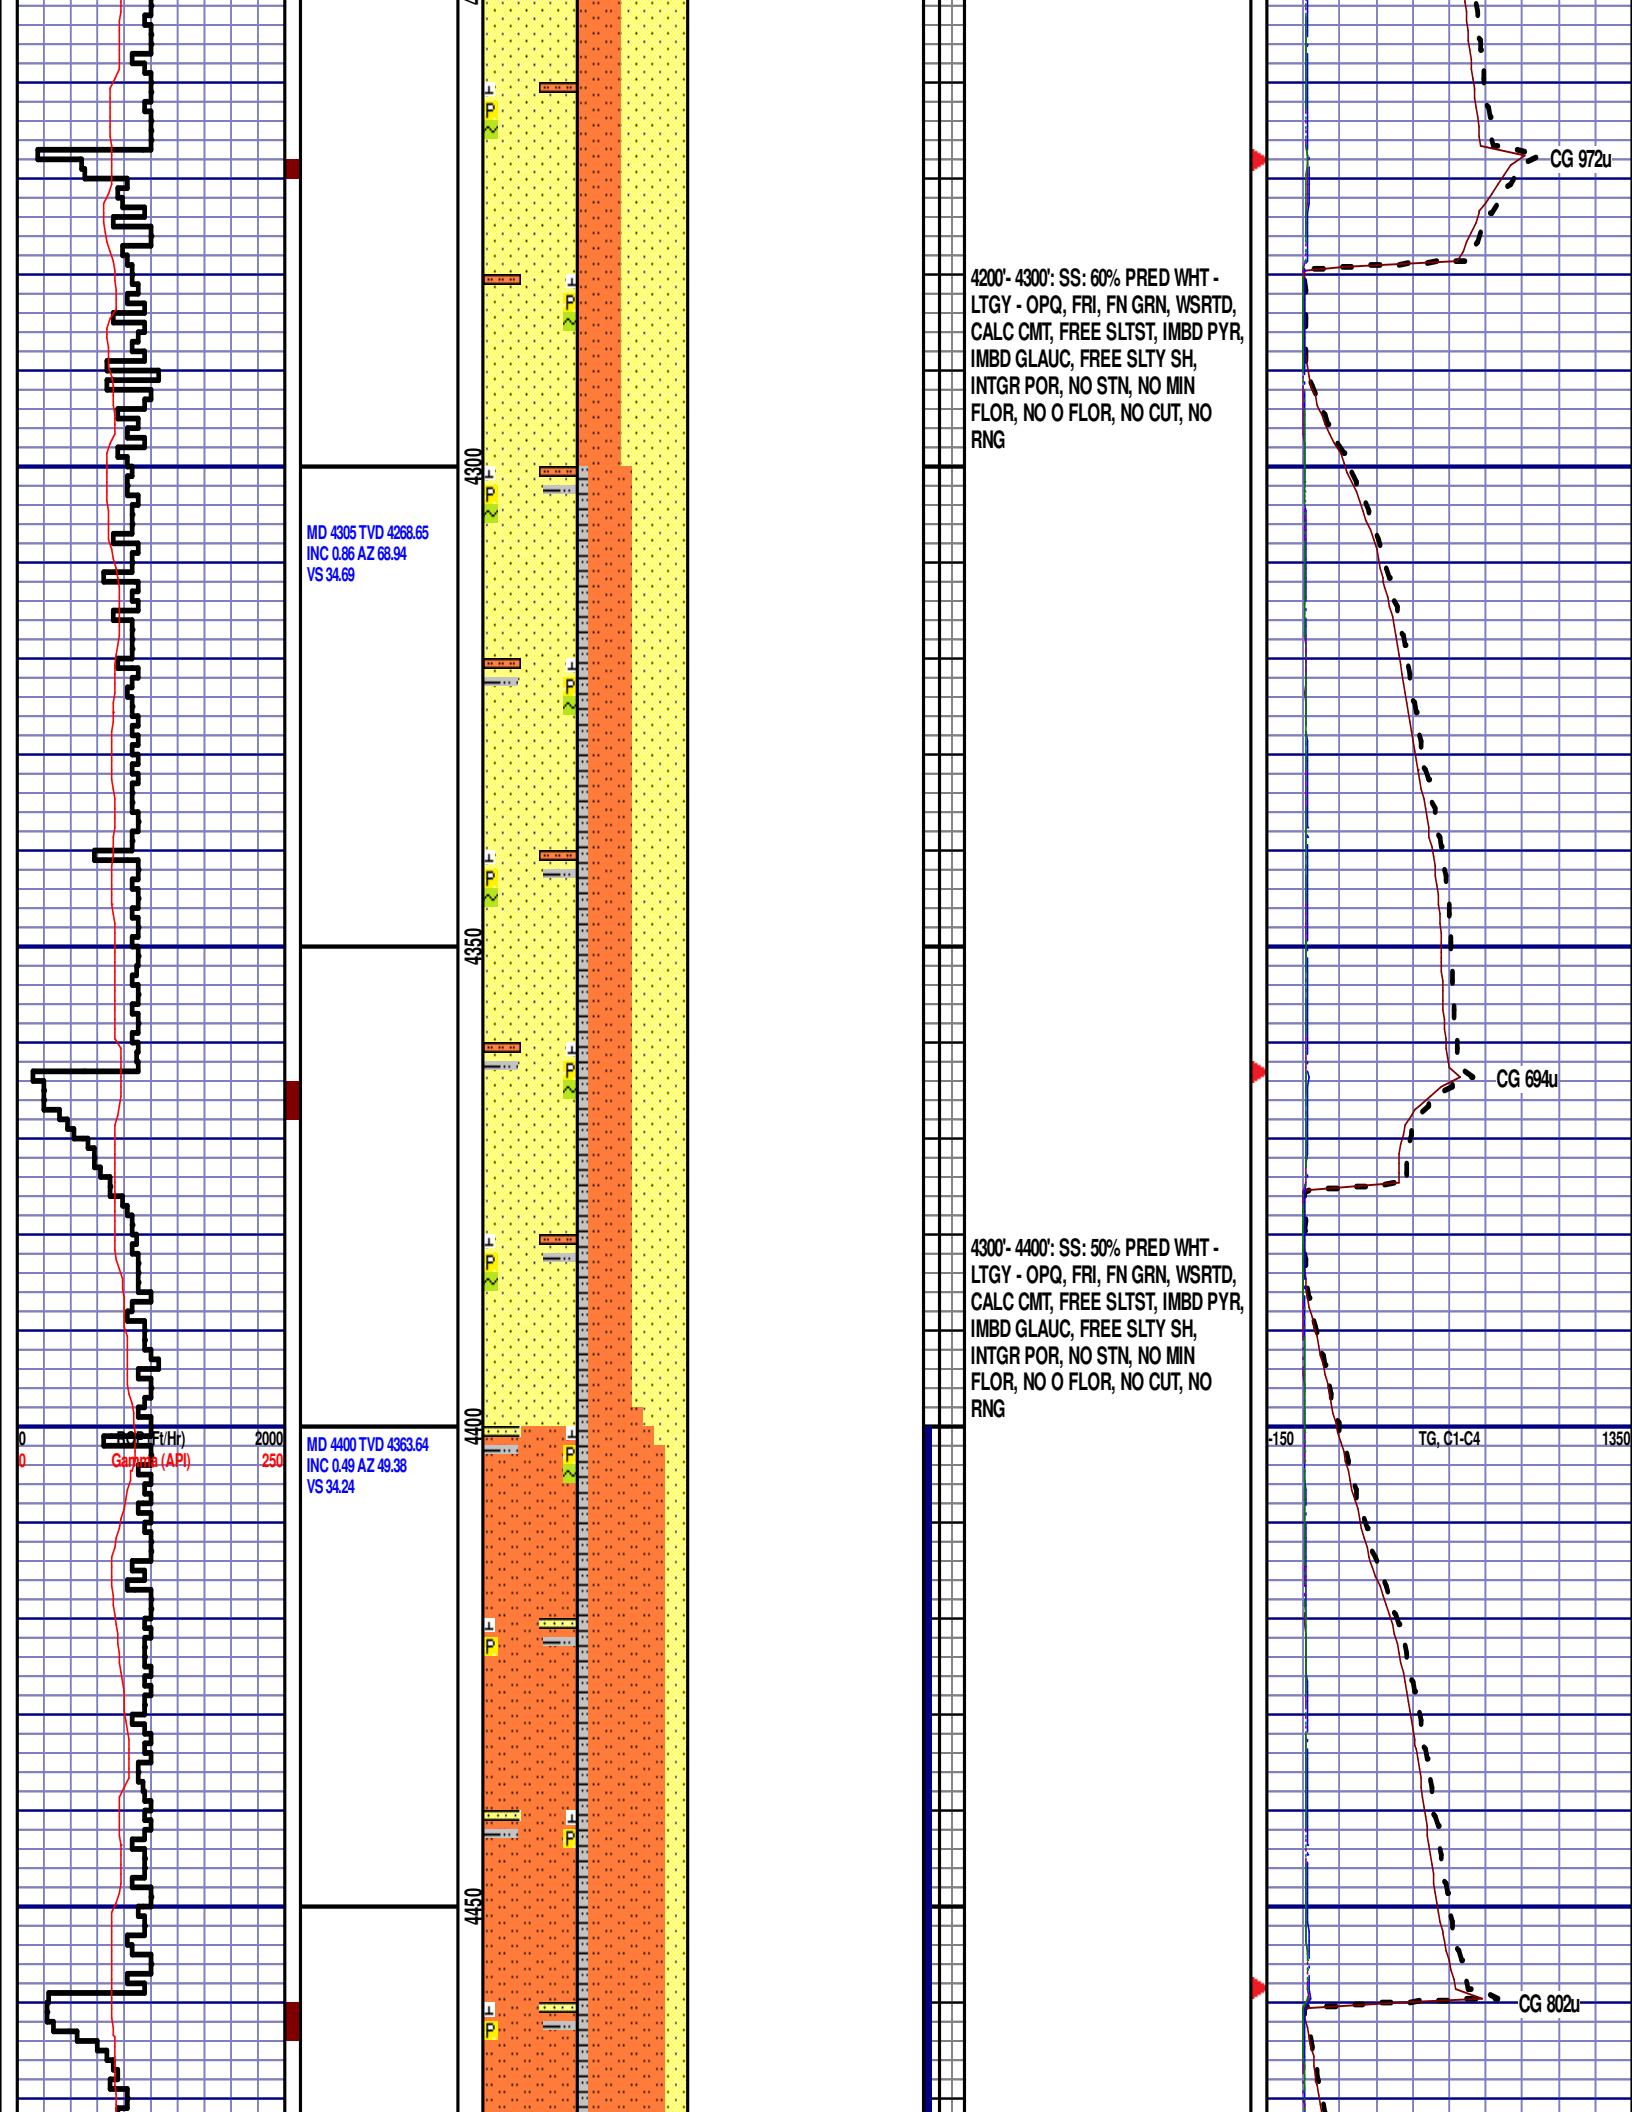 CG 972u
4200'- 4300': SS: 60% PRED WHT -
LTGY - OPQ, FRI, FN GRN, WSRTD,
CALC CMT, FREE SLTST, IMBD PYR,
IMBD GLAUC, FREE SLTY SH,
INTGR POR, NO STN, NO MIN
FLOR, NO O FLOR, NO CUT, NO
RNG
4300
MD 4305 TVD 4268.65
INC 0.86 AZ 68.94
VS 34.69
4350
CG 694u
4300'- 4400': SS: 50% PRED WHT -
LTGY - OPQ, FRI, FN GRN, WSRTD,
CALC CMT, FREE SLTST, IMBD PYR,
IMBD GLAUC, FREE SLTY SH,
INTGR POR, NO STN, NO MIN
FLOR, NO O FLOR, NO CUT, NO
RNG
4400
0 ROP (Ft/Hr) 2000
0 Gamma (API) 250
MD 4400 TVD 4363.64
INC 0.49 AZ 49.38
VS 34.24
-150 TG, C1-C4 1350
4450
CG 802u
P
P
P
P
P
P
P
P
P
P
P